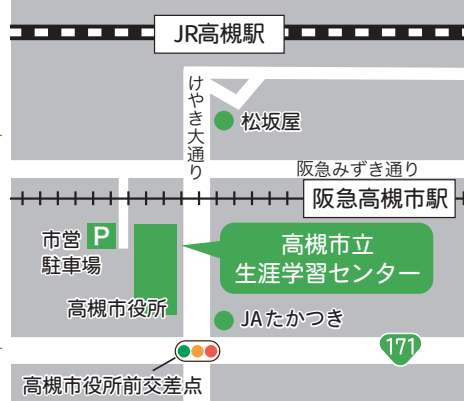 JR高槻駅
けやき大通り
松坂屋
阪急みずき通り
阪急高槻市駅
市営 P
駐車場
高槻市立
生涯学習センター
高槻市役所
JAたかつき
171
高槻市役所前交差点